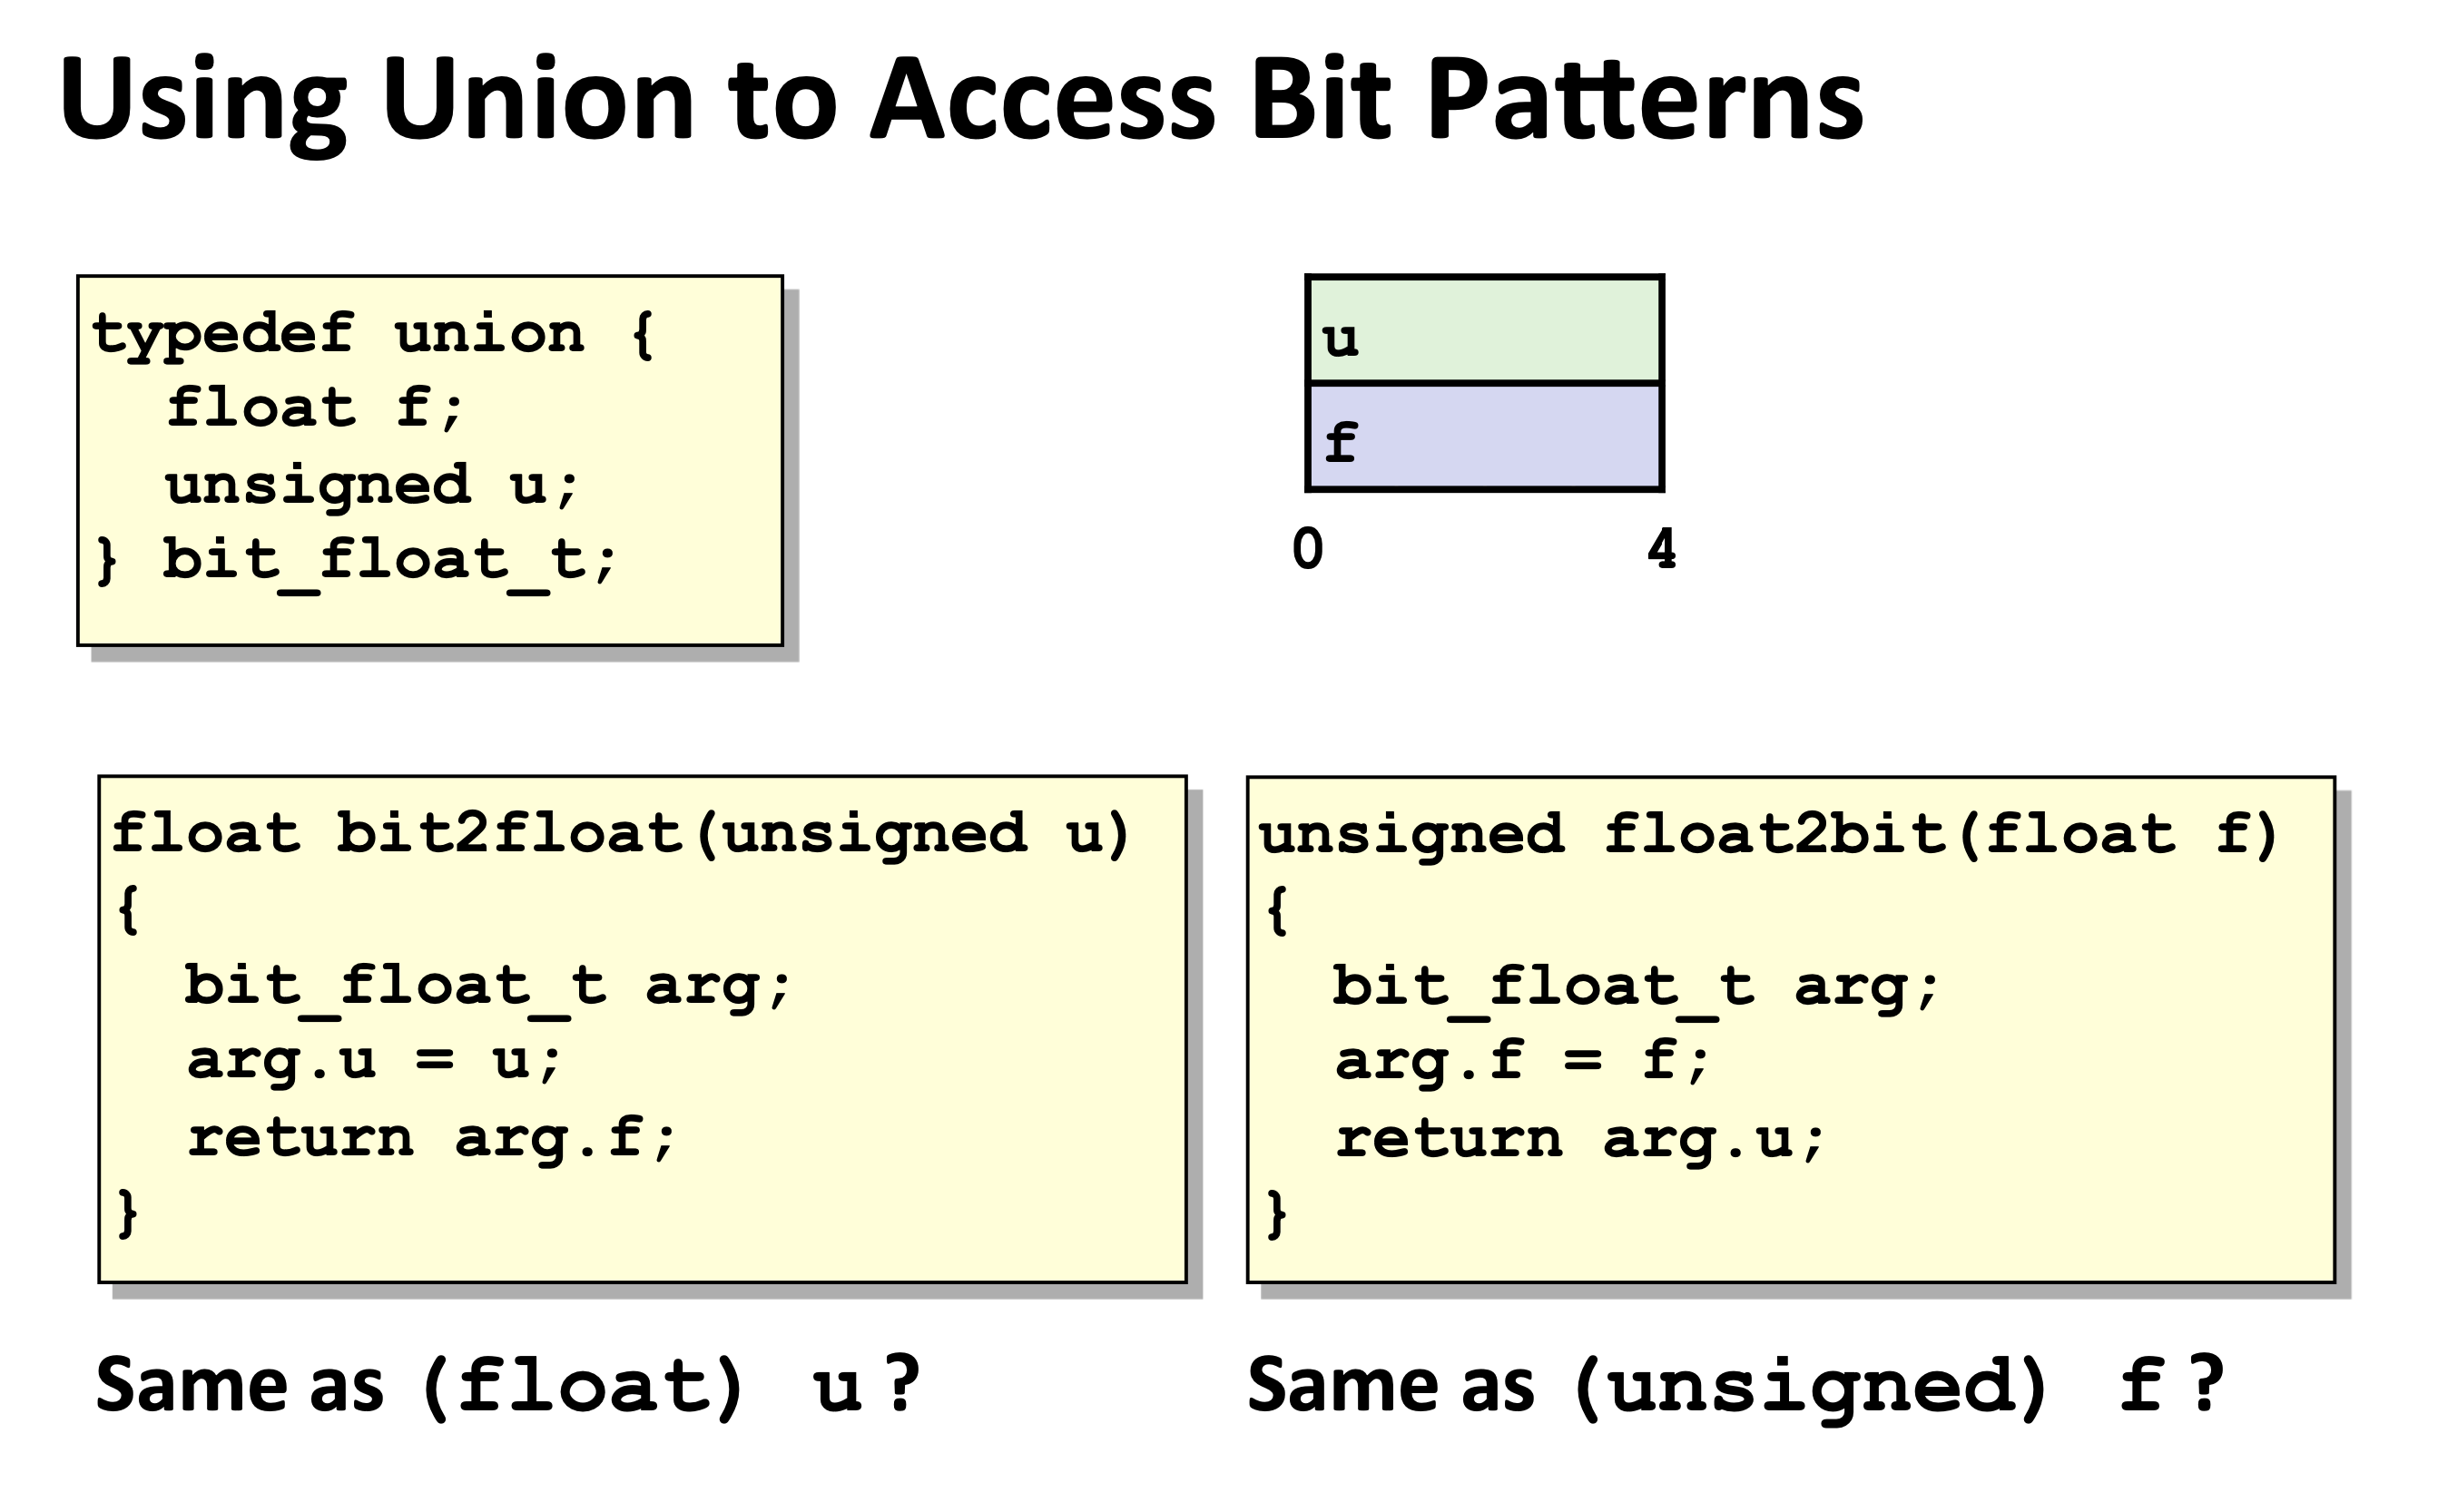 Using Union to Access Bit Patterns
typedef union {
  float f;
  unsigned u;
} bit_float_t;
u
f
0 4
float bit2float(unsigned u)
{
  bit_float_t arg;
  arg.u = u;
  return arg.f;
}
unsigned float2bit(float f)
{
  bit_float_t arg;
  arg.f = f;
  return arg.u;
}
Same as (float) u ?
Same as (unsigned) f ?